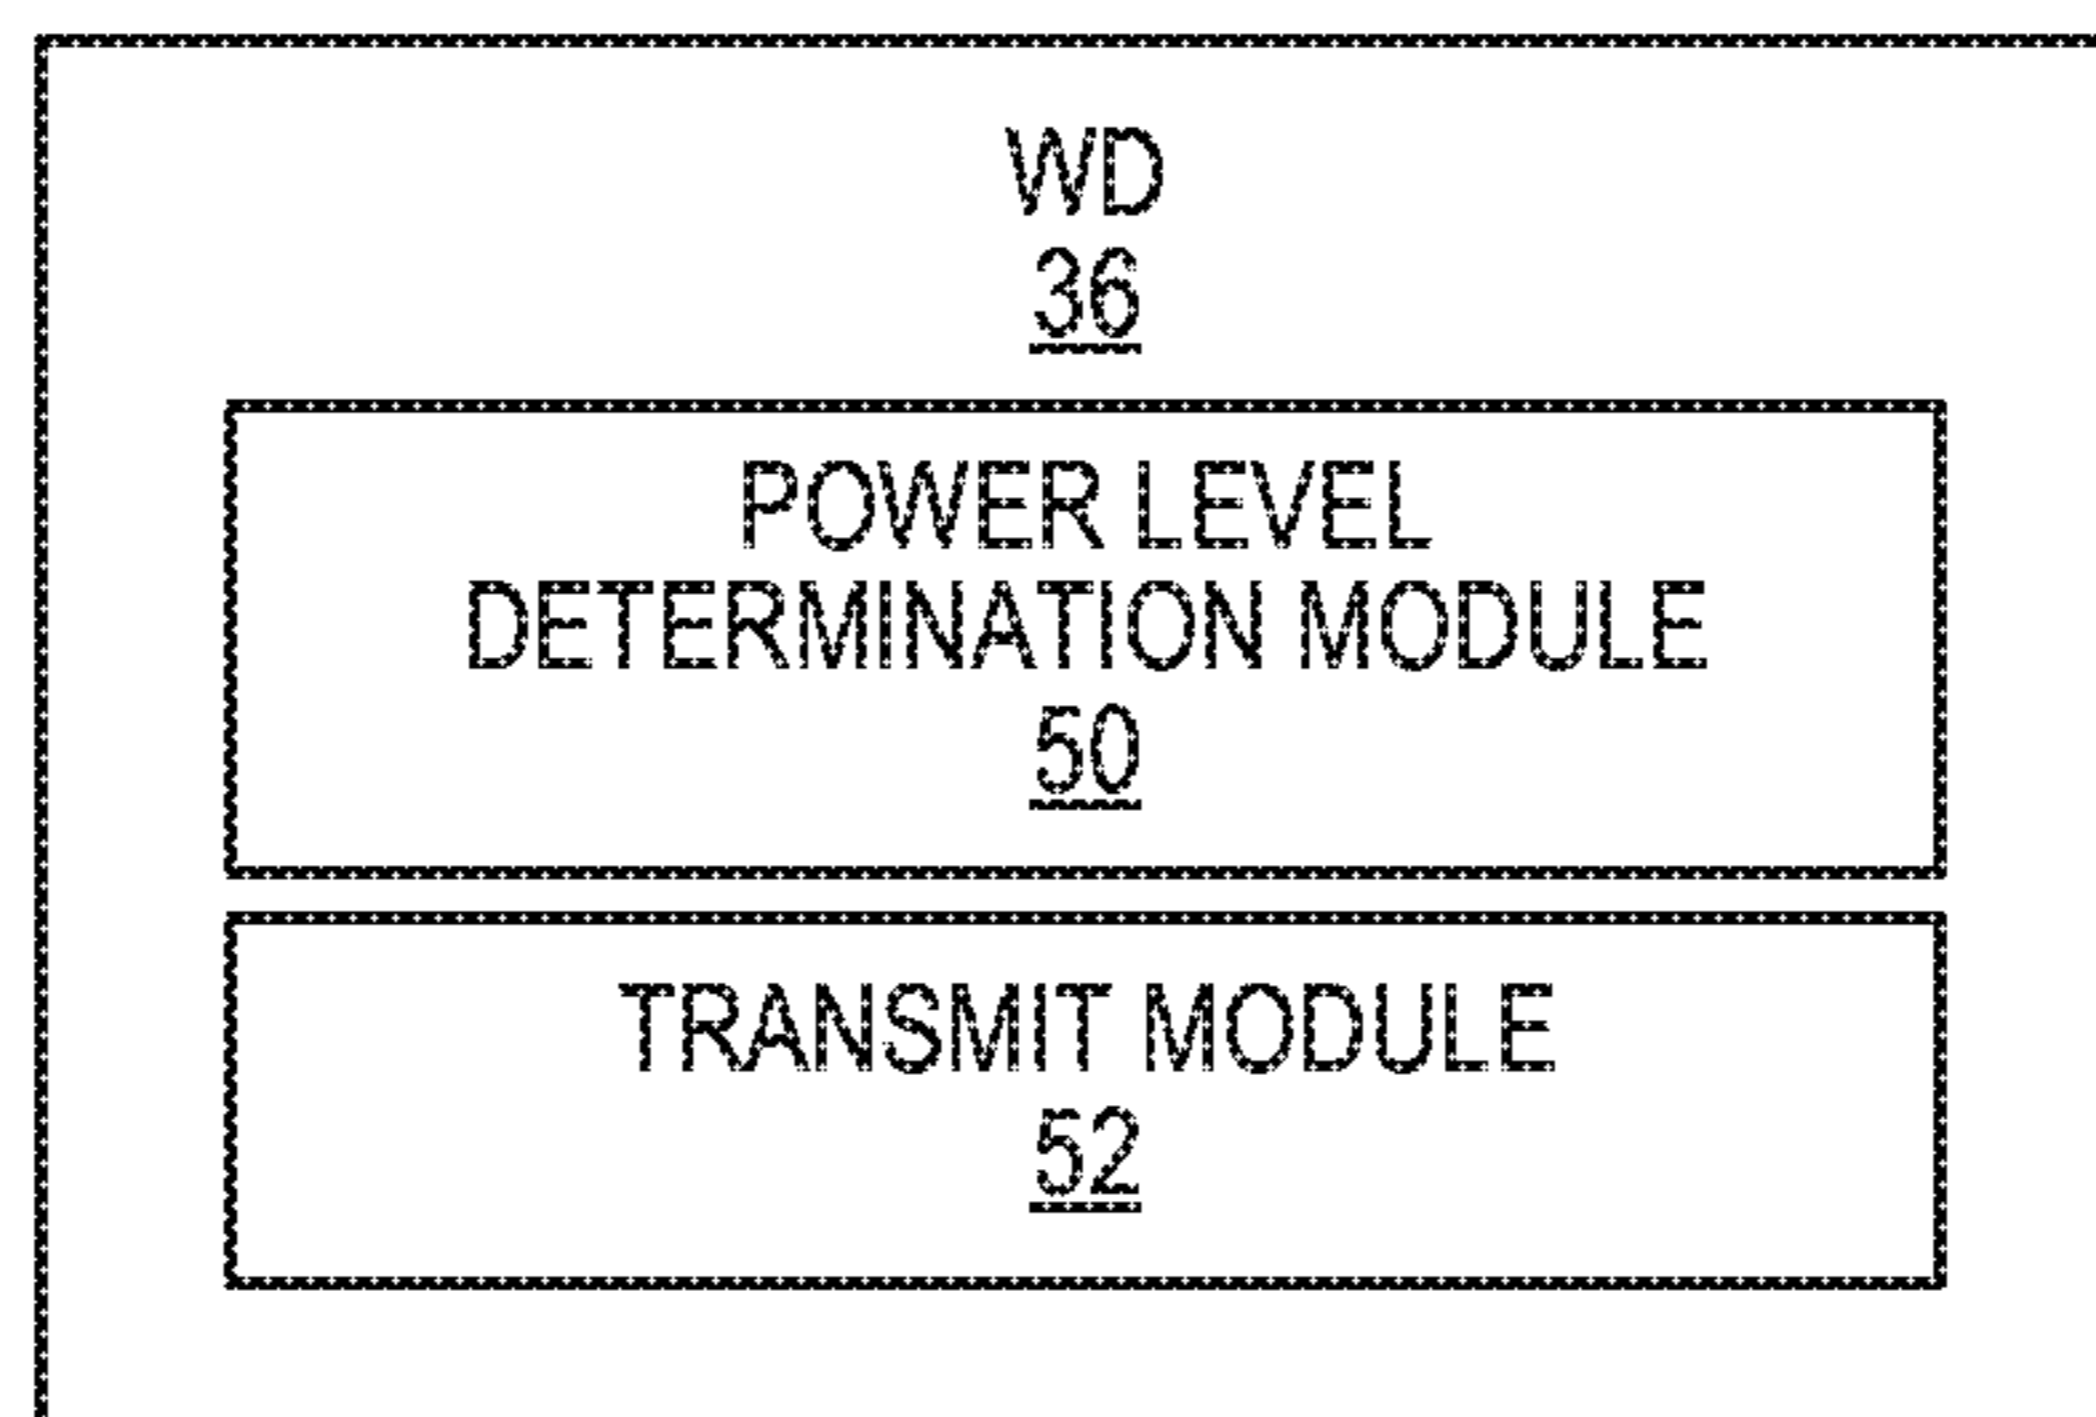 WD
36
POWER LEVEL
DETERMINATION MODULE
50
TRANSMIT MODULE
52